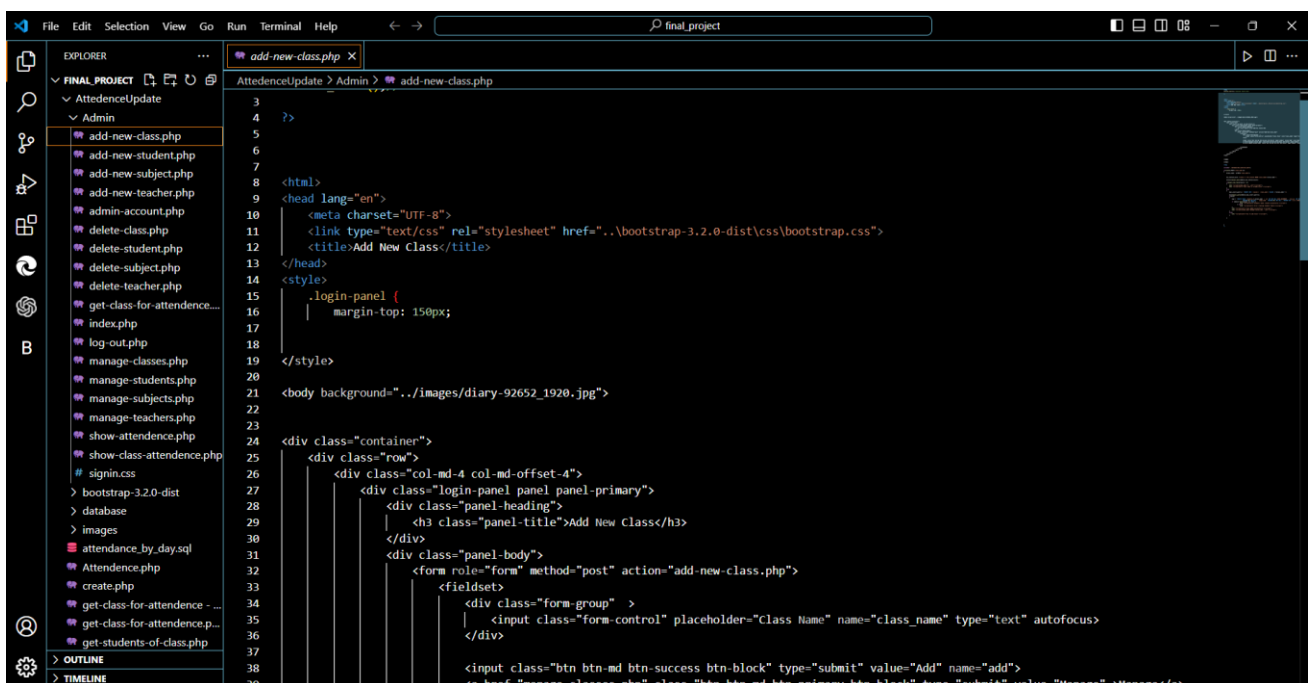 File Edit Selection View Go Run Terminal Help
final_project
EXPLORER
FINAL_PROJECT
AttedenceUpdate
Admin
add-new-class.php
add-new-student.php
add-new-subject.php
add-new-teacher.php
admin-account.php
delete-class.php
delete-student.php
delete-subject.php
delete-teacher.php
get-class-for-attendence....
index.php
log-out.php
manage-classes.php
manage-students.php
manage-subjects.php
manage-teachers.php
show-attendence.php
show-class-attendence.php
# signin.css
bootstrap-3.2.0-dist
database
images
attendance_by_day.sql
Attendence.php
create.php
get-class-for-attendence - ...
get-class-for-attendence.p...
get-students-of-class.php
OUTLINE
TIMELINE
B
add-new-class.php
AttedenceUpdate > Admin > add-new-class.php
3
4 ?>
5
6
7
8 <html>
9 <head lang="en">
10 <meta charset="UTF-8">
11 <link type="text/css" rel="stylesheet" href="..\bootstrap-3.2.0-dist\css\bootstrap.css">
12 <title>Add New Class</title>
13 </head>
14 <style>
15 .login-panel {
16 margin-top: 150px;
17
18
19 </style>
20
21 <body background="../images/diary-92652_1920.jpg">
22
23
24 <div class="container">
25 <div class="row">
26 <div class="col-md-4 col-md-offset-4">
27 <div class="login-panel panel panel-primary">
28 <div class="panel-heading">
29 <h3 class="panel-title">Add New Class</h3>
30 </div>
31 <div class="panel-body">
32 <form role="form" method="post" action="add-new-class.php">
33 <fieldset>
34 <div class="form-group" >
35 <input class="form-control" placeholder="Class Name" name="class_name" type="text" autofocus>
36 </div>
37
38 <input class="btn btn-md btn-success btn-block" type="submit" value="Add" name="add">